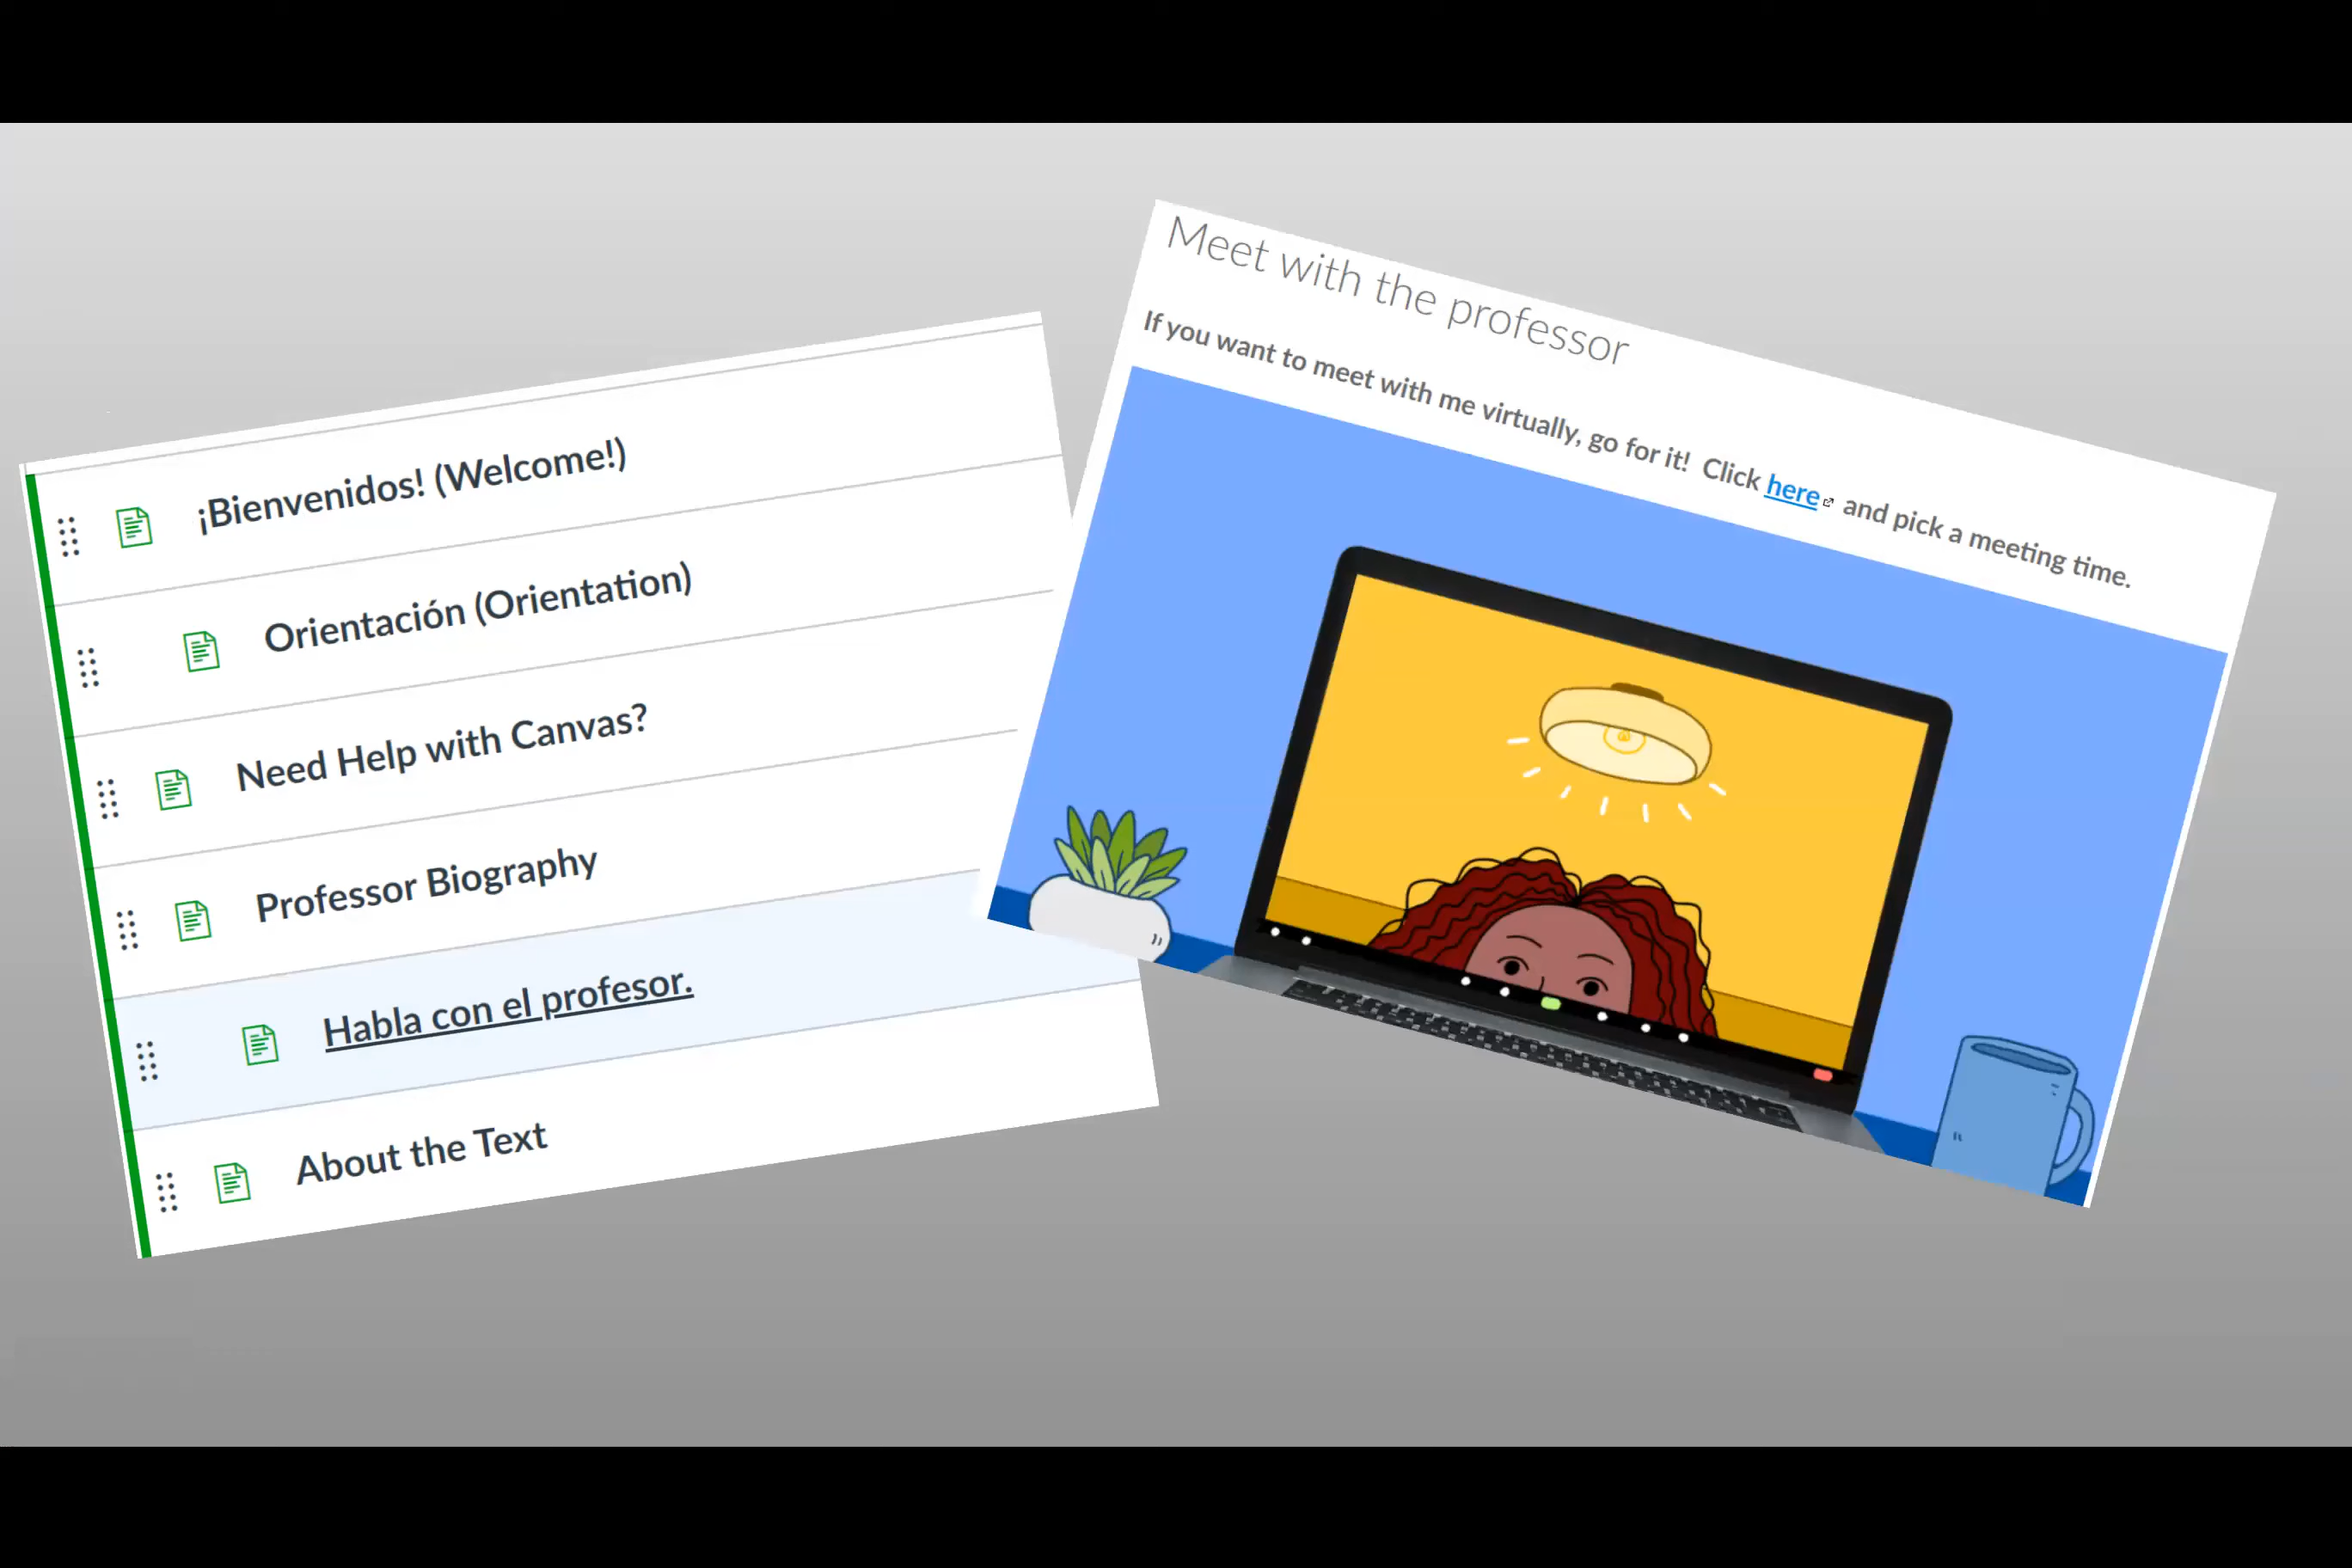 ¡Bienvenidos! (Welcome!)
Orientación (Orientation)
Need Help with Canvas?
Professor Biography
Habla con el profesor.
About the Text
Meet with the professor
If you want to meet with me virtually, go for it! Click here and pick a meeting time.